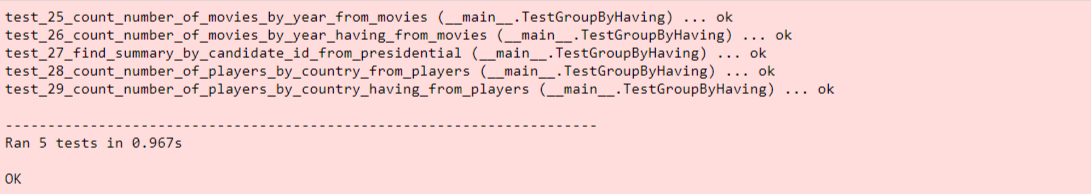 test_25_count_number_of_movies_by_year_from_movies (__main__.TestGroupByHaving) ... ok
test_26_count_number_of_movies_by_year_having_from_movies (__main__.TestGroupByHaving) ... ok
test_27_find_summary_by_candidate_id_from_presidential (__main__.TestGroupByHaving) ... ok
test_28_count_number_of_players_by_country_from_players (__main__.TestGroupByHaving) ... ok
test_29_count_number_of_players_by_country_having_from_players (__main__.TestGroupByHaving) ... ok
----------------------------------------------------------------------
Ran 5 tests in 0.967s
OK